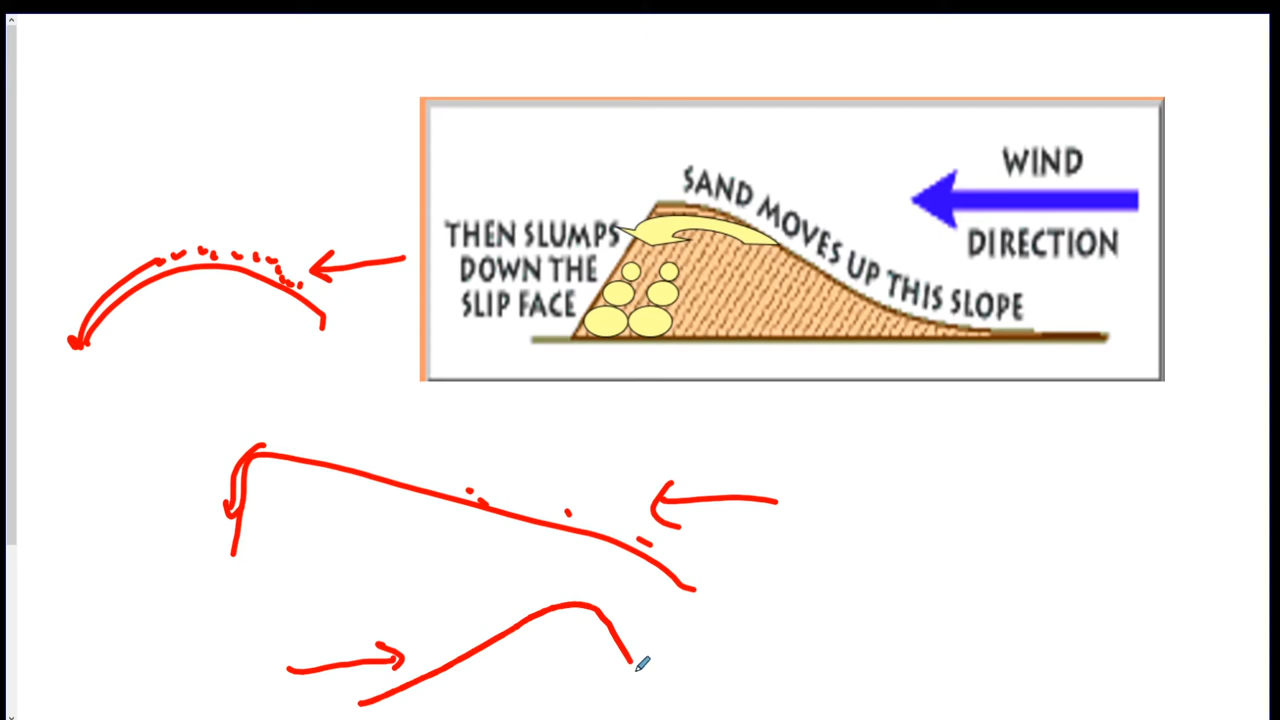 WIND
DIRECTION
SAND MOVES UP THIS SLOPE
THEN SLUMPS
DOWN THE
SLIP FACE